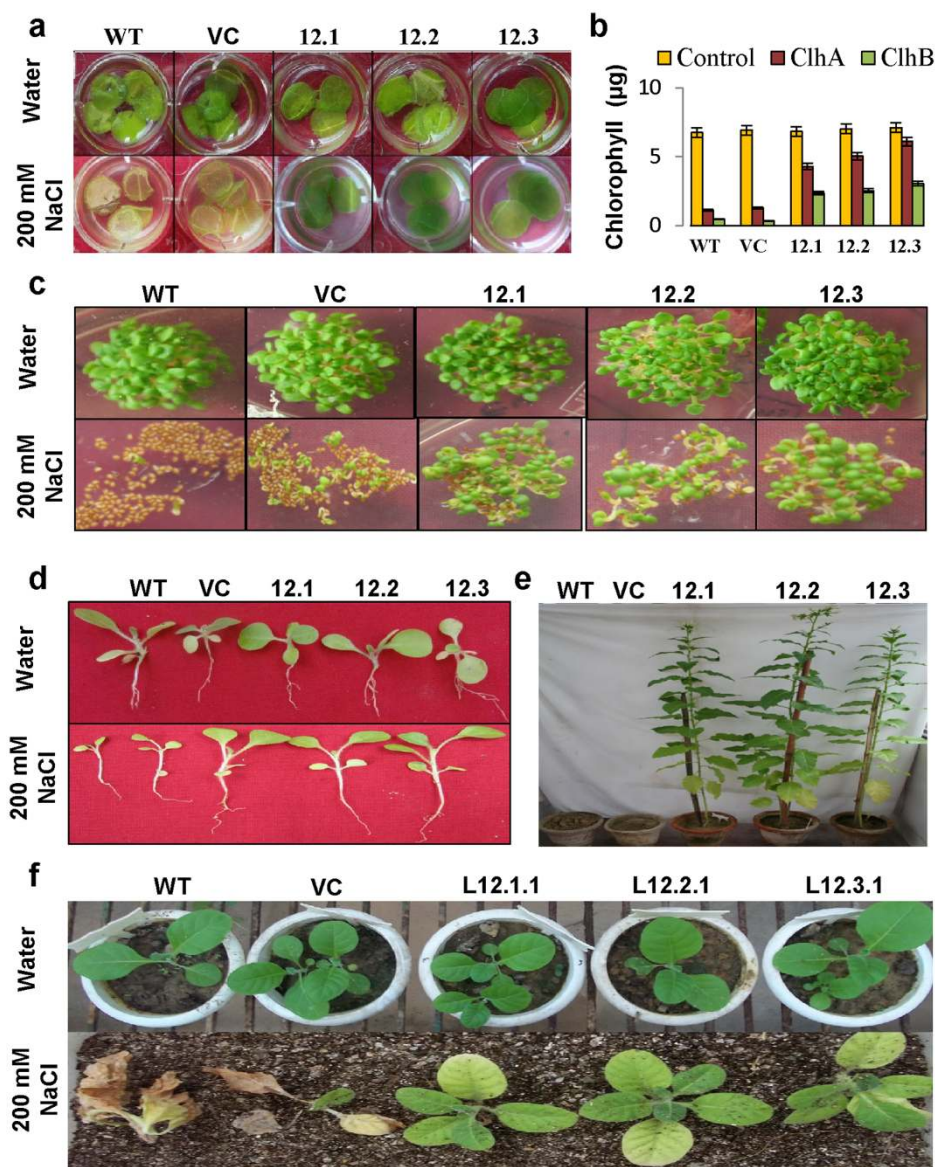 a
WT VC 12.1 12.2 12.3
Water
200 mM
NaCl
b
Control ClhA ClhB
Chlorophyll (µg)
10
5
0
WT VC 12.1 12.2 12.3
c
WT VC 12.1 12.2 12.3
Water
200 mM
NaCl
d
WT VC 12.1 12.2 12.3
Water
200 mM
NaCl
e
WT VC 12.1 12.2 12.3
f
WT VC L12.1.1 L12.2.1 L12.3.1
Water
200 mM
NaCl